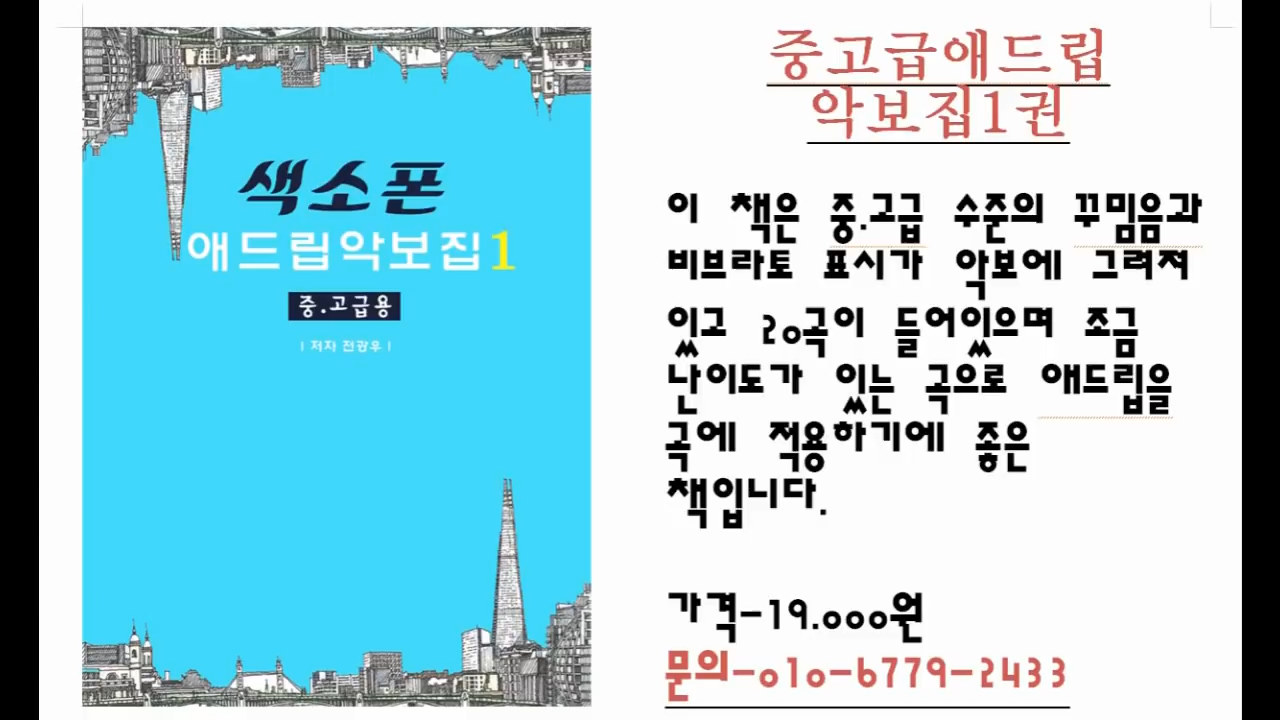 색소폰
애드립악보집1
중.고급용
| 저자 전광우 |
중고급애드립
악보집1권
이 책은 중.고급 수준의 꾸밈음과
비브라토 표시가 악보에 그려져
있고 20곡이 들어있으며 조금
난이도가 있는 곡으로 애드립을
곡에 적용하기에 좋은
책입니다.
가격-19.000원
문의-010-6779-2433